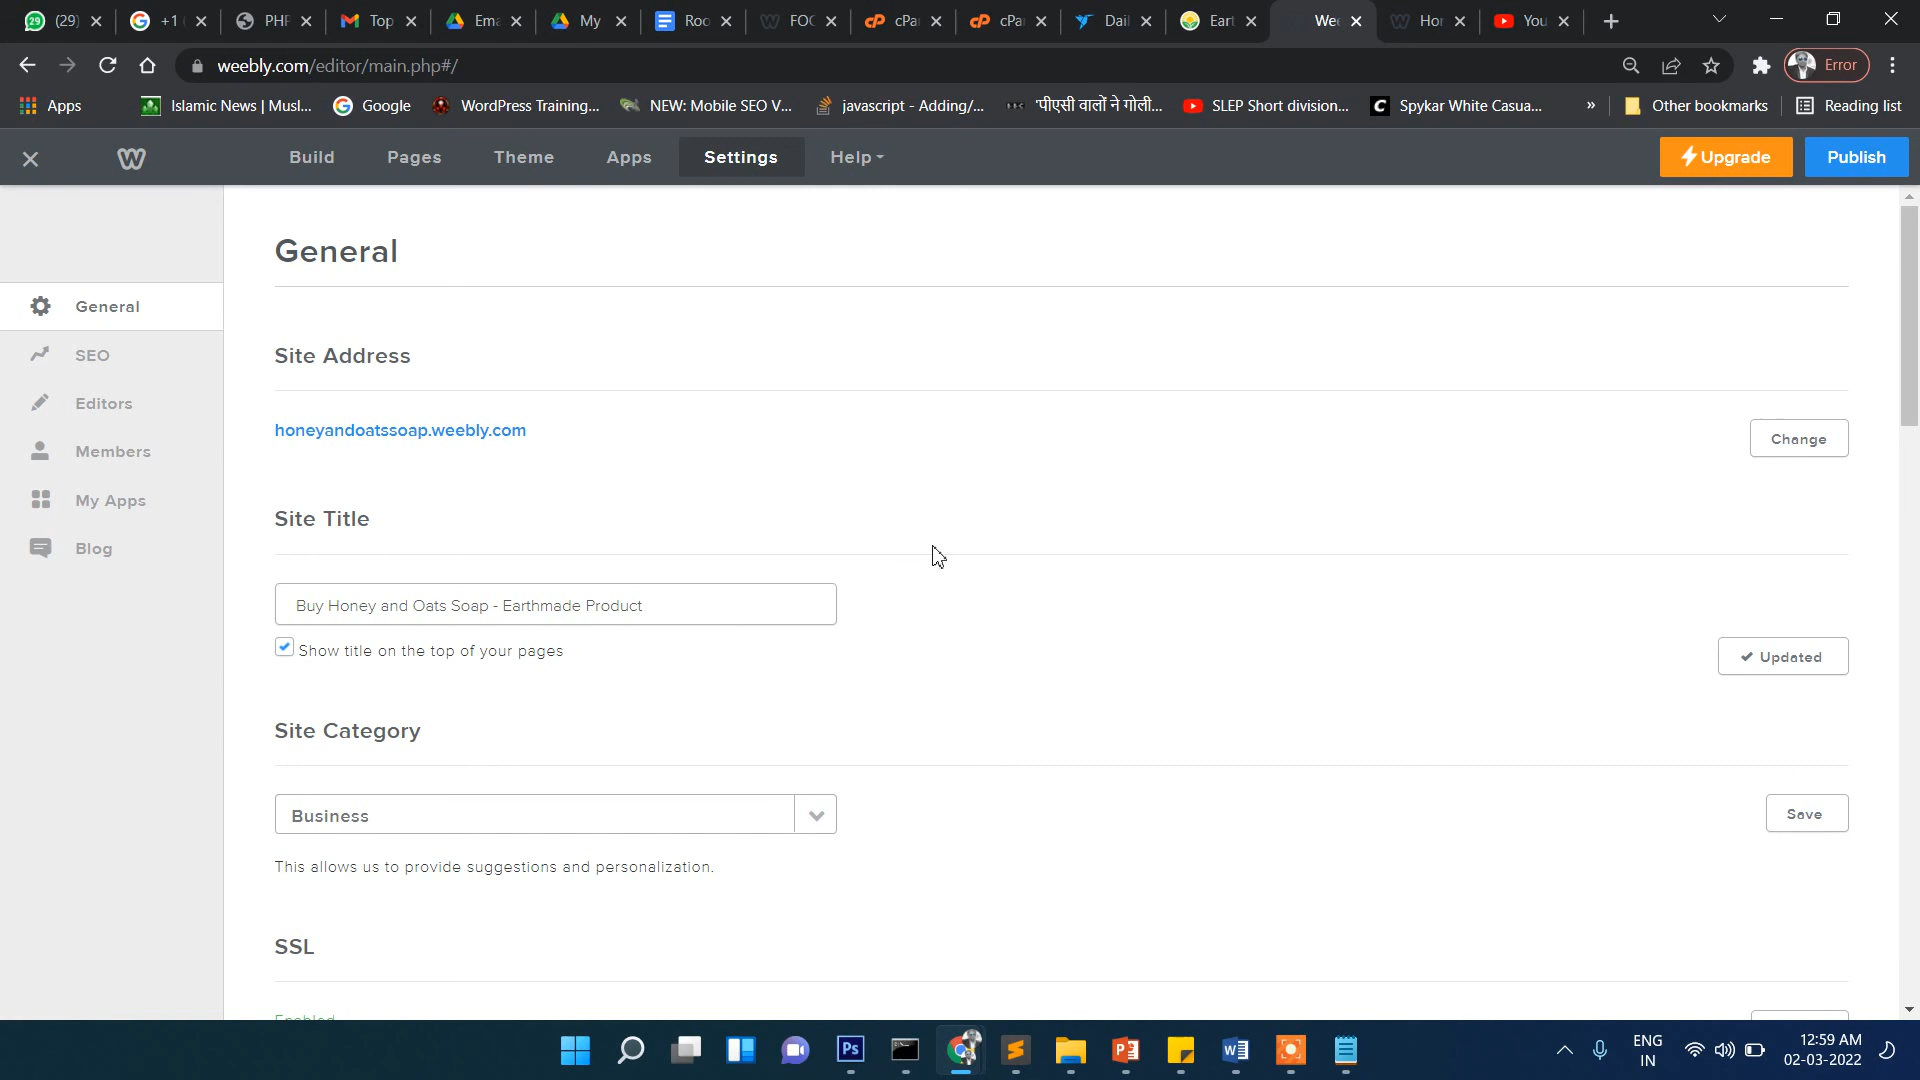 (29)
+1
PHP
Top
Ema
My
Roo
FOC
cPa
cPa
Dail
Eart
Wee
Hor
You
weebly.com/editor/main.php#/
Error
Apps
Islamic News | Musl...
Google
WordPress Training...
NEW: Mobile SEO V...
javascript - Adding/...
'पीएसी वालों ने गोली...
SLEP Short division...
Spykar White Casua...
»
Other bookmarks
Reading list
Build
Pages
Theme
Apps
Settings
Help
Upgrade
Publish
General
General
SEO
Editors
Members
My Apps
Blog
Site Address
honeyandoatssoap.weebly.com
Change
Site Title
Buy Honey and Oats Soap - Earthmade Product
Show title on the top of your pages
Updated
Site Category
Business
Save
This allows us to provide suggestions and personalization.
SSL
Enabled
ENG
IN
12:59 AM
02-03-2022